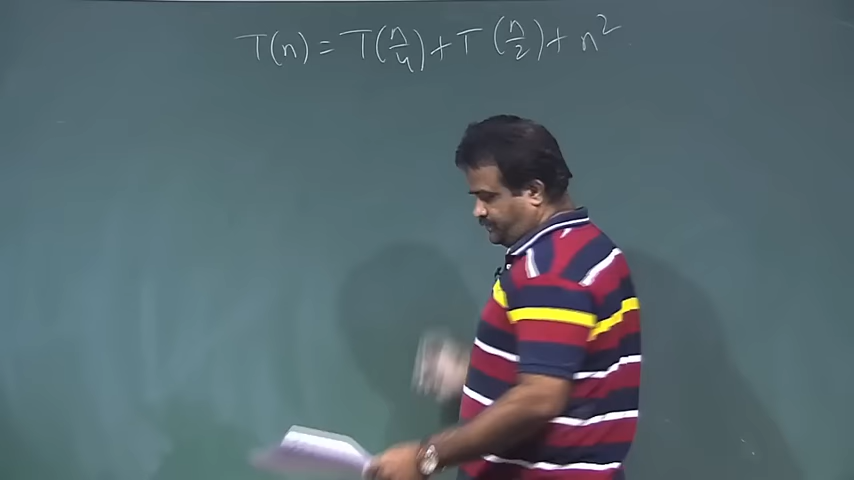 T(n) = T(n/4) + T(n/2) + n²